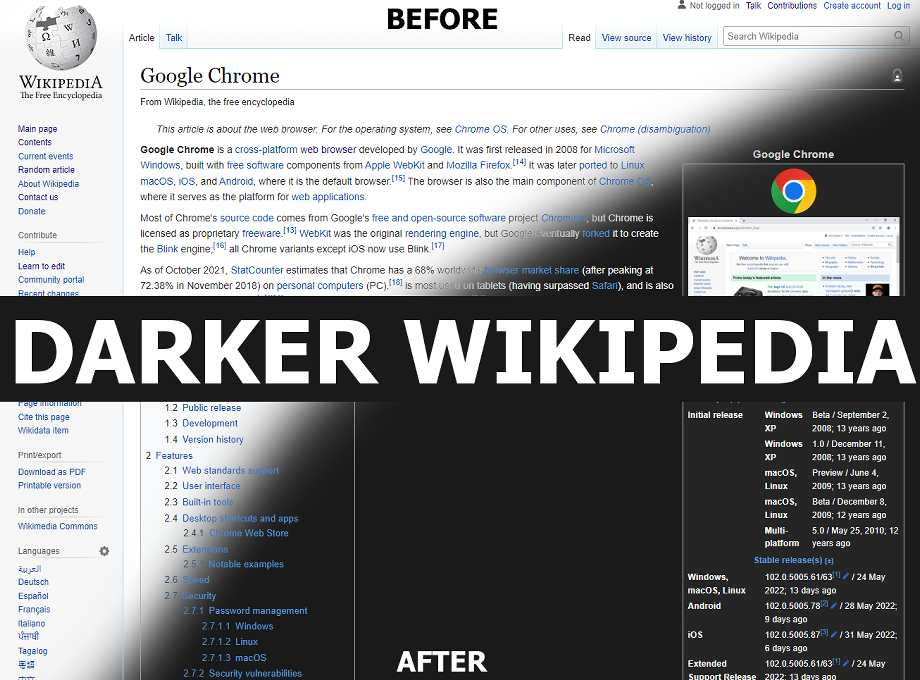 BEFORE
Not logged in Talk Contributions Create account Log in
Article Talk
Read View source View history
Search Wikipedia
WIKIPEDIA
The Free Encyclopedia
Main page
Contents
Current events
Random article
About Wikipedia
Contact us
Donate
Contribute
Help
Learn to edit
Community portal
Recent changes
Google Chrome
From Wikipedia, the free encyclopedia
This article is about the web browser. For the operating system, see Chrome OS. For other uses, see Chrome (disambiguation)
Google Chrome is a cross-platform web browser developed by Google. It was first released in 2008 for Microsoft
Windows, built with free software components from Apple WebKit and Mozilla Firefox.[14] It was later ported to Linux
macOS, iOS, and Android, where it is the default browser.[15] The browser is also the main component of Chrome OS,
where it serves as the platform for web applications.
Most of Chrome's source code comes from Google's free and open-source software project Chromium, but Chrome is
licensed as proprietary freeware.[13] WebKit was the original rendering engine, but Google eventually forked it to create
the Blink engine;[16] all Chrome variants except iOS now use Blink.[17]
As of October 2021, StatCounter estimates that Chrome has a 68% worldwide browser market share (after peaking at
72.38% in November 2018) on personal computers (PC),[18] is most used on tablets (having surpassed Safari), and is also
Google Chrome
Welcome to Wikipedia,
DARKER WIKIPEDIA
Page information
Cite this page
Wikidata item
Print/export
Download as PDF
Printable version
In other projects
Wikimedia Commons
Languages
العربية
Deutsch
Español
Français
Italiano
ਪੰਜਾਬੀ
Tagalog
粵語
中文
1.2 Public release
1.3 Development
1.4 Version history
2 Features
2.1 Web standards support
2.2 User interface
2.3 Built-in tools
2.4 Desktop shortcuts and apps
2.4.1 Chrome Web Store
2.5 Extensions
2.5.1 Notable examples
2.6 Speed
2.7 Security
2.7.1 Password management
2.7.1.1 Windows
2.7.1.2 Linux
2.7.1.3 macOS
2.7.2 Security vulnerabilities
Initial release Windows Beta / September 2,
XP 2008; 13 years ago
Windows 1.0 / December 11,
XP 2008; 13 years ago
macOS, Preview / June 4,
Linux 2009; 13 years ago
macOS, Beta / December 8,
Linux 2009; 12 years ago
Multi- 5.0 / May 25, 2010; 12
platform years ago
Stable release(s) [±]
Windows, 102.0.5005.61/63[1] / 24 May
macOS, Linux 2022; 13 days ago
Android 102.0.5005.78[2] / 28 May 2022;
9 days ago
iOS 102.0.5005.87[3] / 31 May 2022;
6 days ago
Extended 102.0.5005.61/63[1] / 24 May
Support Release 2022; 13 days ago
AFTER